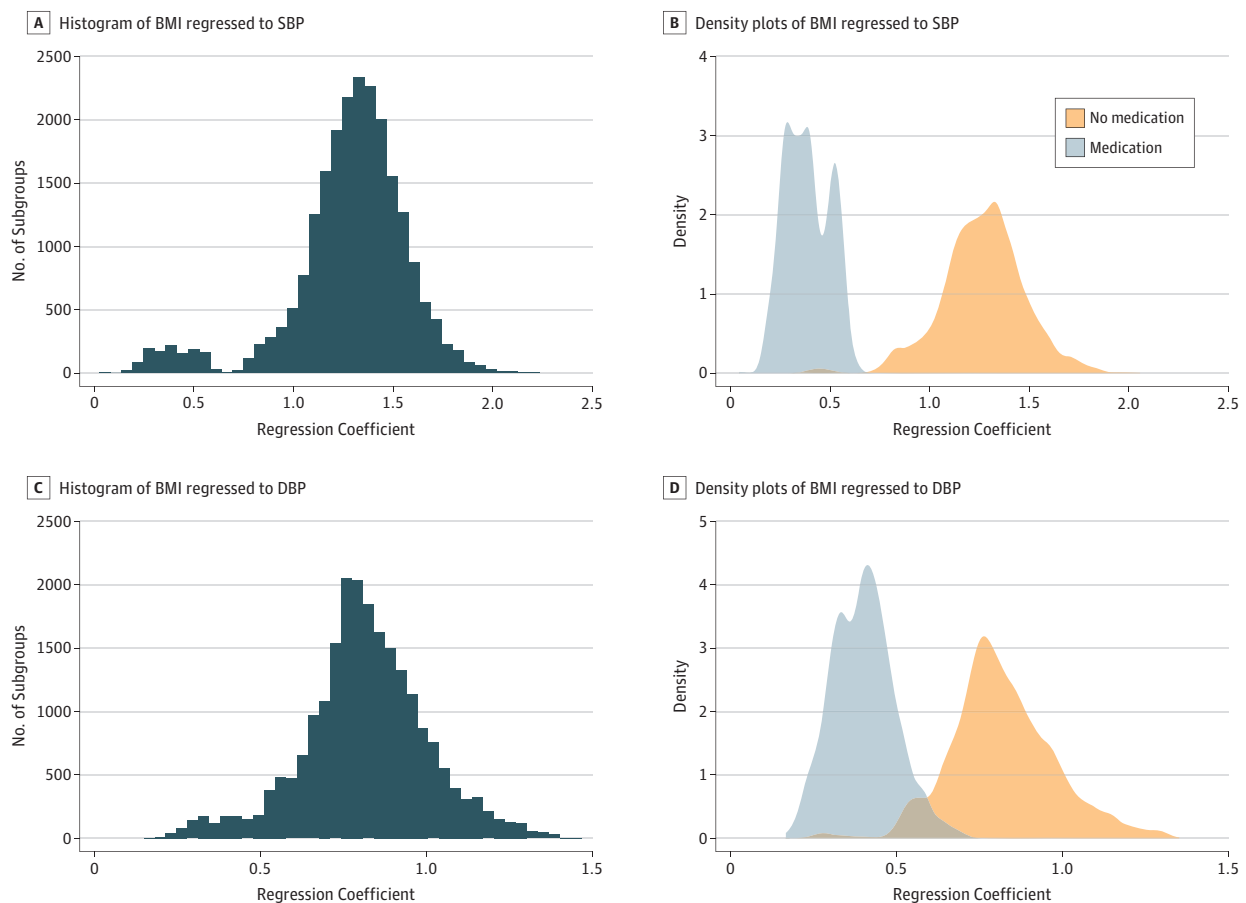 A Histogram of BMI regressed to SBP
2500
2000
1500
1000
500
0
No. of Subgroups
0 0.5 1.0 1.5 2.0 2.5
Regression Coefficient
B Density plots of BMI regressed to SBP
4
3
2
1
0
Density
No medication
Medication
0 0.5 1.0 1.5 2.0 2.5
Regression Coefficient
C Histogram of BMI regressed to DBP
2500
2000
1500
1000
500
0
No. of Subgroups
0 0.5 1.0 1.5
Regression Coefficient
D Density plots of BMI regressed to DBP
5
4
3
2
1
0
Density
0 0.5 1.0 1.5
Regression Coefficient